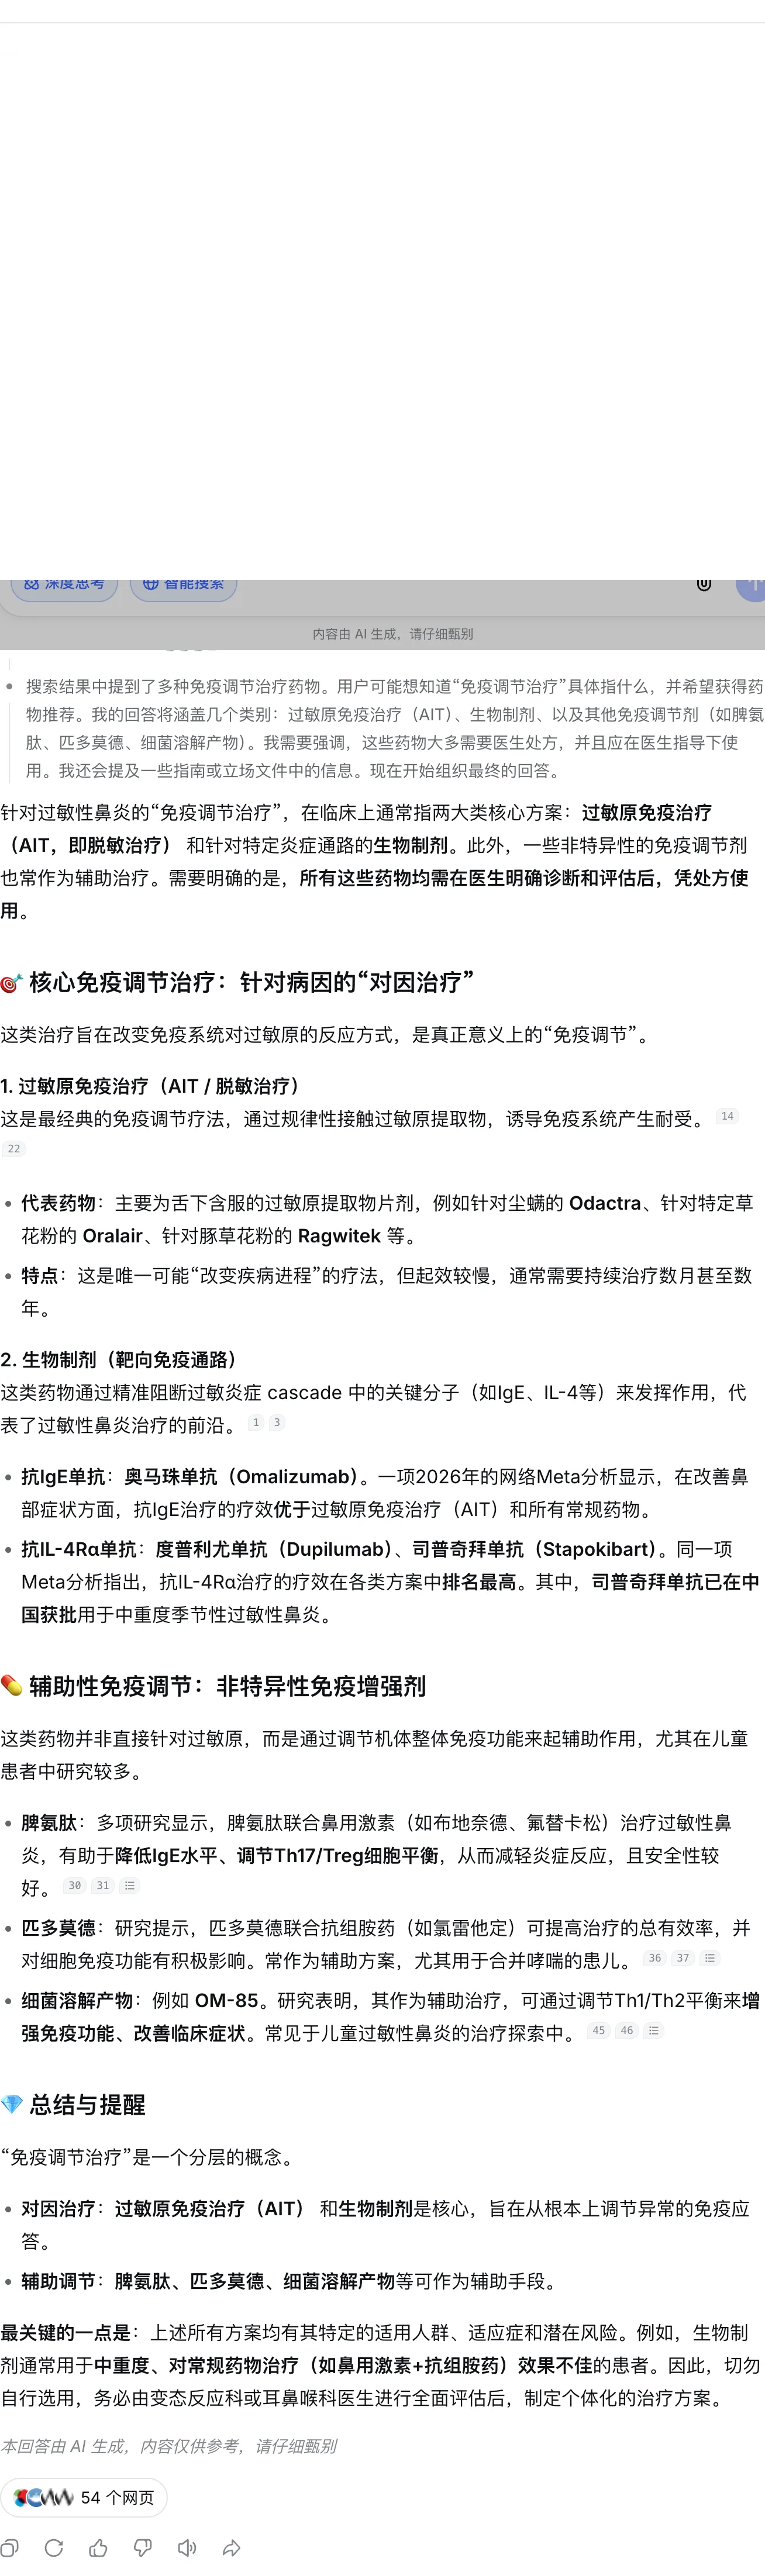 深度思考 智能搜索
内容由 AI 生成，请仔细甄别
搜索结果中提到了多种免疫调节治疗药物。用户可能想知道“免疫调节治疗”具体指什么，并希望获得药
物推荐。我的回答将涵盖几个类别：过敏原免疫治疗（AIT）、生物制剂、以及其他免疫调节剂（如脾氨
肽、匹多莫德、细菌溶解产物）。我需要强调，这些药物大多需要医生处方，并且应在医生指导下使
用。我还会提及一些指南或立场文件中的信息。现在开始组织最终的回答。
针对过敏性鼻炎的“免疫调节治疗”，在临床上通常指两大类核心方案：过敏原免疫治疗
（AIT，即脱敏治疗） 和针对特定炎症通路的生物制剂。此外，一些非特异性的免疫调节剂
也常作为辅助治疗。需要明确的是，所有这些药物均需在医生明确诊断和评估后，凭处方使
用。
🎯 核心免疫调节治疗：针对病因的“对因治疗”
这类治疗旨在改变免疫系统对过敏原的反应方式，是真正意义上的“免疫调节”。
1. 过敏原免疫治疗（AIT / 脱敏治疗）
这是最经典的免疫调节疗法，通过规律性接触过敏原提取物，诱导免疫系统产生耐受。 14
22
代表药物：主要为舌下含服的过敏原提取物片剂，例如针对尘螨的 Odactra、针对特定草
花粉的 Oralair、针对豚草花粉的 Ragwitek 等。
特点：这是唯一可能“改变疾病进程”的疗法，但起效较慢，通常需要持续治疗数月甚至数
年。
2. 生物制剂（靶向免疫通路）
这类药物通过精准阻断过敏炎症 cascade 中的关键分子（如IgE、IL-4等）来发挥作用，代
表了过敏性鼻炎治疗的前沿。 1 3
抗IgE单抗：奥马珠单抗（Omalizumab）。一项2026年的网络Meta分析显示，在改善鼻
部症状方面，抗IgE治疗的疗效优于过敏原免疫治疗（AIT）和所有常规药物。
抗IL-4Rα单抗：度普利尤单抗（Dupilumab）、司普奇拜单抗（Stapokibart）。同一项
Meta分析指出，抗IL-4Rα治疗的疗效在各类方案中排名最高。其中，司普奇拜单抗已在中
国获批用于中重度季节性过敏性鼻炎。
💊 辅助性免疫调节：非特异性免疫增强剂
这类药物并非直接针对过敏原，而是通过调节机体整体免疫功能来起辅助作用，尤其在儿童
患者中研究较多。
脾氨肽：多项研究显示，脾氨肽联合鼻用激素（如布地奈德、氟替卡松）治疗过敏性鼻
炎，有助于降低IgE水平、调节Th17/Treg细胞平衡，从而减轻炎症反应，且安全性较
好。 30 31
匹多莫德：研究提示，匹多莫德联合抗组胺药（如氯雷他定）可提高治疗的总有效率，并
对细胞免疫功能有积极影响。常作为辅助方案，尤其用于合并哮喘的患儿。 36 37
细菌溶解产物：例如 OM-85。研究表明，其作为辅助治疗，可通过调节Th1/Th2平衡来增
强免疫功能、改善临床症状。常见于儿童过敏性鼻炎的治疗探索中。 45 46
💎 总结与提醒
“免疫调节治疗”是一个分层的概念。
对因治疗：过敏原免疫治疗（AIT） 和生物制剂是核心，旨在从根本上调节异常的免疫应
答。
辅助调节：脾氨肽、匹多莫德、细菌溶解产物等可作为辅助手段。
最关键的一点是：上述所有方案均有其特定的适用人群、适应症和潜在风险。例如，生物制
剂通常用于中重度、对常规药物治疗（如鼻用激素+抗组胺药）效果不佳的患者。因此，切勿
自行选用，务必由变态反应科或耳鼻喉科医生进行全面评估后，制定个体化的治疗方案。
本回答由 AI 生成，内容仅供参考，请仔细甄别
54 个网页